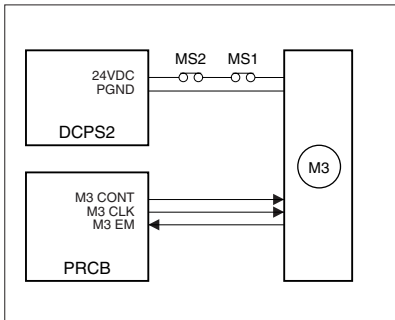 MS2 MS1
24VDC
PGND
DCPS2
M3
M3 CONT
M3 CLK
M3 EM
PRCB